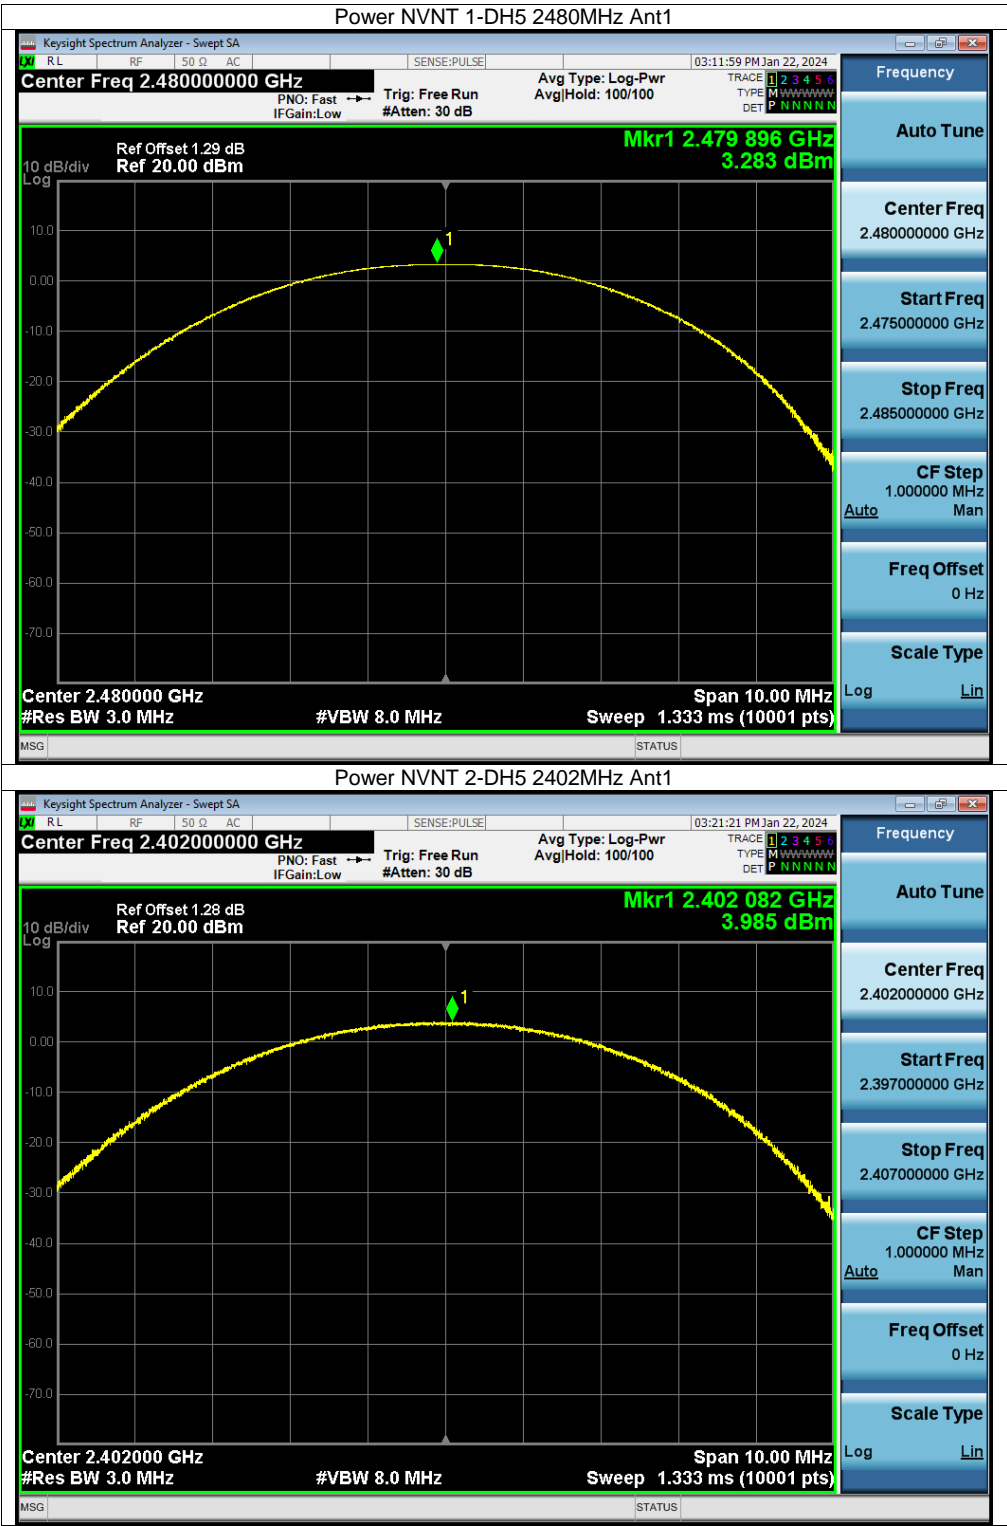 Power NVNT 1-DH5 2480MHz Ant1
Keysight Spectrum Analyzer - Swept SA
LXI RL RF 50 Ω AC SENSE:PULSE 03:11:59 PM Jan 22, 2024
Center Freq 2.480000000 GHz
PNO: Fast
IFGain:Low
Trig: Free Run
#Atten: 30 dB
Avg Type: Log-Pwr
Avg|Hold: 100/100
TRACE 1 2 3 4 5 6
TYPE M WWWWW
DET P N N N N N
Mkr1 2.479 896 GHz
3.283 dBm
Ref Offset 1.29 dB
10 dB/div Ref 20.00 dBm
Log
1
10.0
0.00
-10.0
-20.0
-30.0
-40.0
-50.0
-60.0
-70.0
Center 2.480000 GHz Span 10.00 MHz
#Res BW 3.0 MHz #VBW 8.0 MHz Sweep 1.333 ms (10001 pts)
MSG STATUS
Frequency
Auto Tune
Center Freq
2.480000000 GHz
Start Freq
2.475000000 GHz
Stop Freq
2.485000000 GHz
CF Step
1.000000 MHz
Auto Man
Freq Offset
0 Hz
Scale Type
Log Lin
Power NVNT 2-DH5 2402MHz Ant1
Keysight Spectrum Analyzer - Swept SA
LXI RL RF 50 Ω AC SENSE:PULSE 03:21:21 PM Jan 22, 2024
Center Freq 2.402000000 GHz
PNO: Fast
IFGain:Low
Trig: Free Run
#Atten: 30 dB
Avg Type: Log-Pwr
Avg|Hold: 100/100
TRACE 1 2 3 4 5 6
TYPE M WWWWW
DET P N N N N N
Mkr1 2.402 082 GHz
3.985 dBm
Ref Offset 1.28 dB
10 dB/div Ref 20.00 dBm
Log
1
10.0
0.00
-10.0
-20.0
-30.0
-40.0
-50.0
-60.0
-70.0
Center 2.402000 GHz Span 10.00 MHz
#Res BW 3.0 MHz #VBW 8.0 MHz Sweep 1.333 ms (10001 pts)
MSG STATUS
Frequency
Auto Tune
Center Freq
2.402000000 GHz
Start Freq
2.397000000 GHz
Stop Freq
2.407000000 GHz
CF Step
1.000000 MHz
Auto Man
Freq Offset
0 Hz
Scale Type
Log Lin